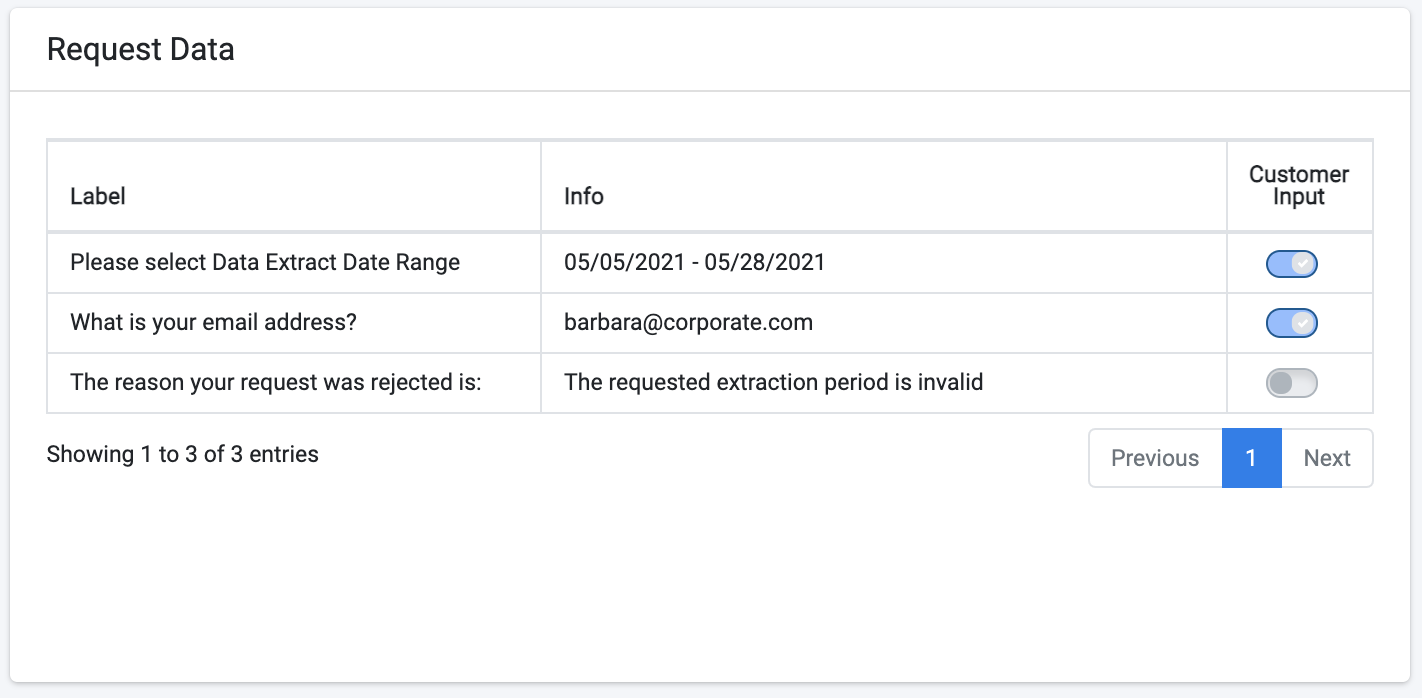 Request Data
Label
Info
Customer
Input
Please select Data Extract Date Range
05/05/2021 - 05/28/2021
What is your email address?
barbara@corporate.com
The reason your request was rejected is:
The requested extraction period is invalid
Showing 1 to 3 of 3 entries
Previous
1
Next